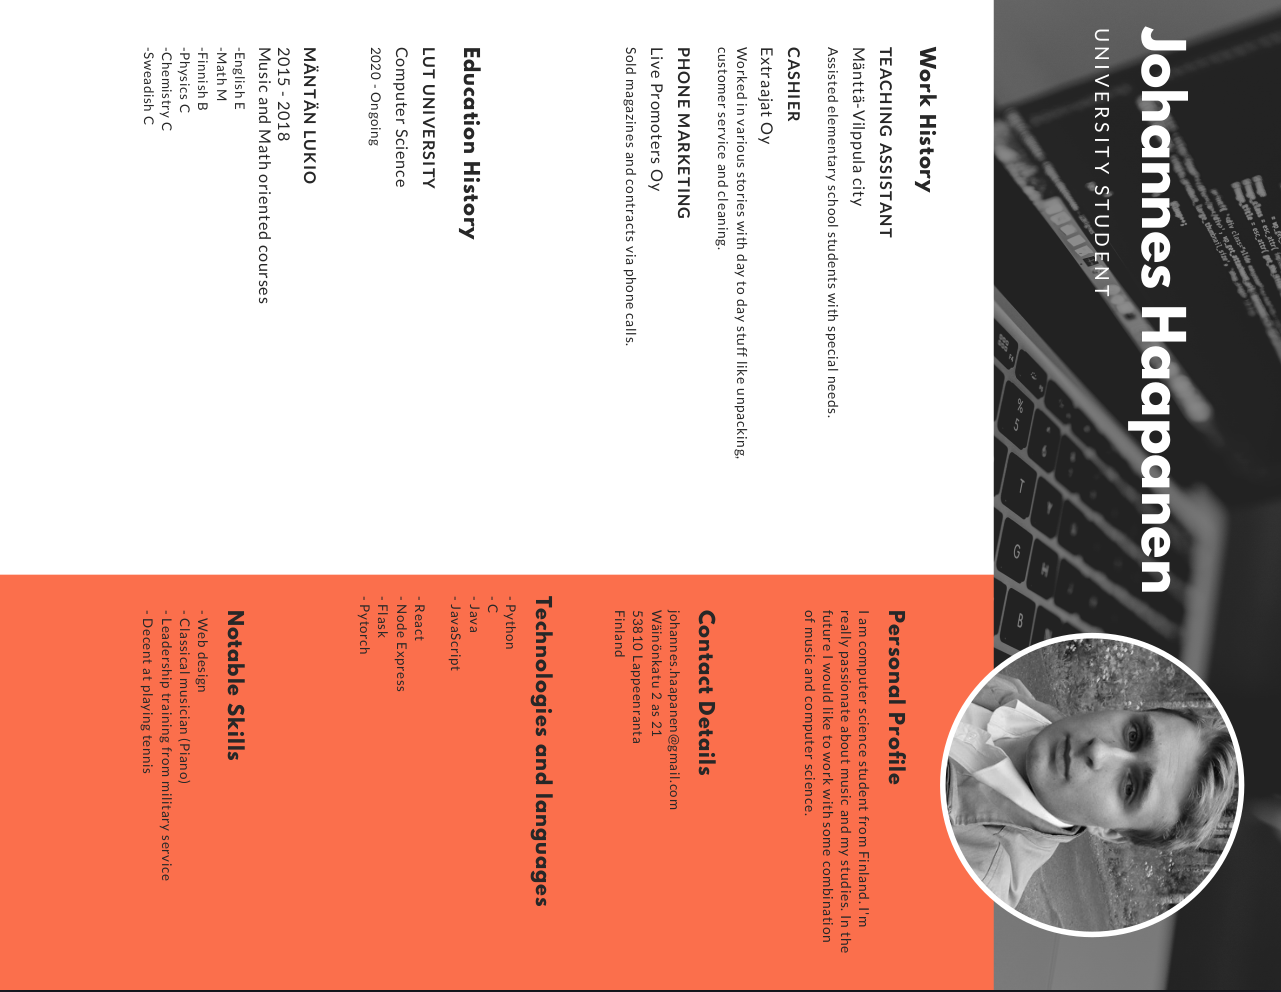 Johannes Haapanen
UNIVERSITY STUDENT
Work History
TEACHING ASSISTANT
Mänttä-Vilppula city
Assisted elementary school students with special needs.
CASHIER
Extraajat Oy
Worked in various stories with day to day stuff like unpacking,
customer service and cleaning.
PHONE MARKETING
Live Promoters Oy
Sold magazines and contracts via phone calls.
Education History
LUT UNIVERSITY
Computer Science
2020 - Ongoing
MÄNTÄN LUKIO
2015 - 2018
Music and Math oriented courses
-English E
-Math M
-Finnish B
-Physics C
-Chemistry C
-Sweadish C
Personal Profile
I am computer science student from Finland. I'm
really passionate about music and my studies. In the
future I would like to work with some combination
of music and computer science.
Contact Details
johannes.haapanen@gmail.com
Wäinönkatu 2 as 21
53810 Lappeenranta
Finland
Technologies and languages
- Python
- C
- Java
- JavaScript
- React
- Node Express
- Flask
- Pytorch
Notable Skills
- Web design
- Classical musician (Piano)
- Leadership training from military service
- Decent at playing tennis